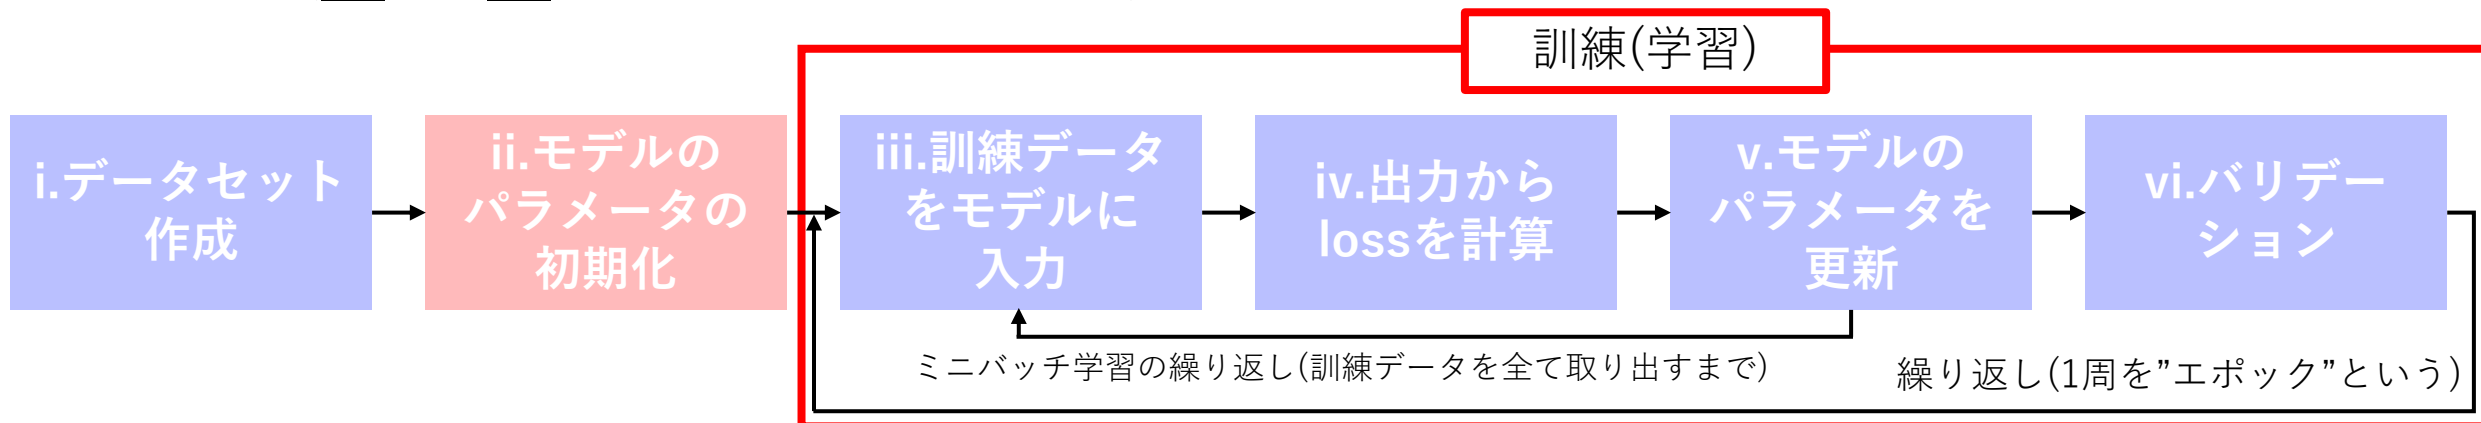 訓練(学習)
i.データセット
作成
ii.モデルの
パラメータの
初期化
iii.訓練データ
をモデルに
入力
iv.出力から
lossを計算
v.モデルの
パラメータを
更新
vi.バリデー
ション
ミニバッチ学習の繰り返し(訓練データを全て取り出すまで)
繰り返し(1周を”エポック”という)